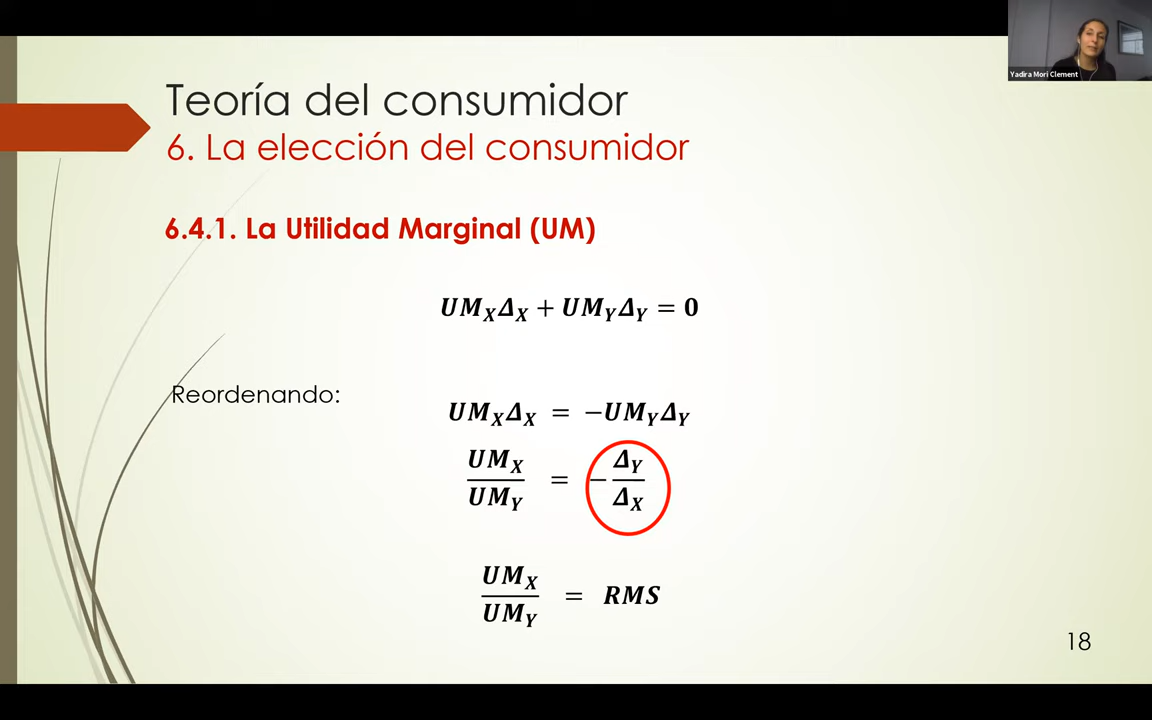 Yadira Mori Clement
Teoría del consumidor
6. La elección del consumidor
6.4.1. La Utilidad Marginal (UM)
UM_X Δ_X + UM_Y Δ_Y = 0
Reordenando:
UM_X Δ_X = −UM_Y Δ_Y
UM_X / UM_Y = − Δ_Y / Δ_X
UM_X / UM_Y = RMS
18